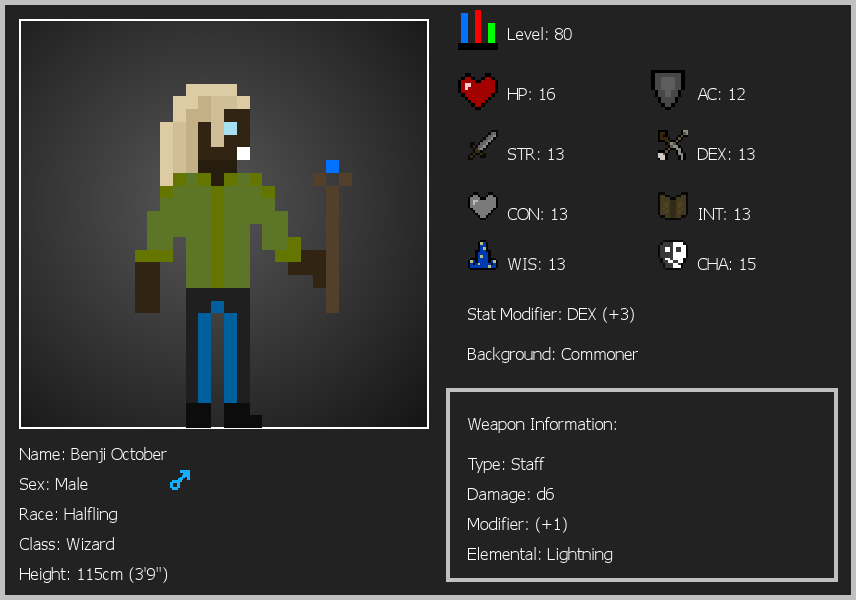 Level: 80
HP: 16
AC: 12
STR: 13
DEX: 13
CON: 13
INT: 13
WIS: 13
CHA: 15
Stat Modifier: DEX (+3)
Background: Commoner
Weapon Information:
Type: Staff
Damage: d6
Modifier: (+1)
Elemental: Lightning
Name: Benji October
Sex: Male
Race: Halfling
Class: Wizard
Height: 115cm (3'9")